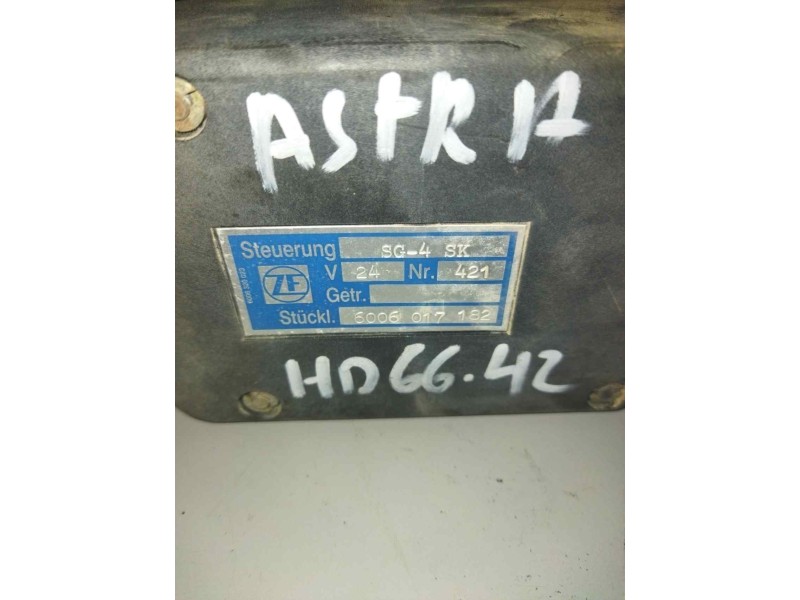 ASTRA
Steuerung SG-4 SK
ZF V 24 Nr. 421
Getr.
Stückl. 6006 017 182
HD66.42